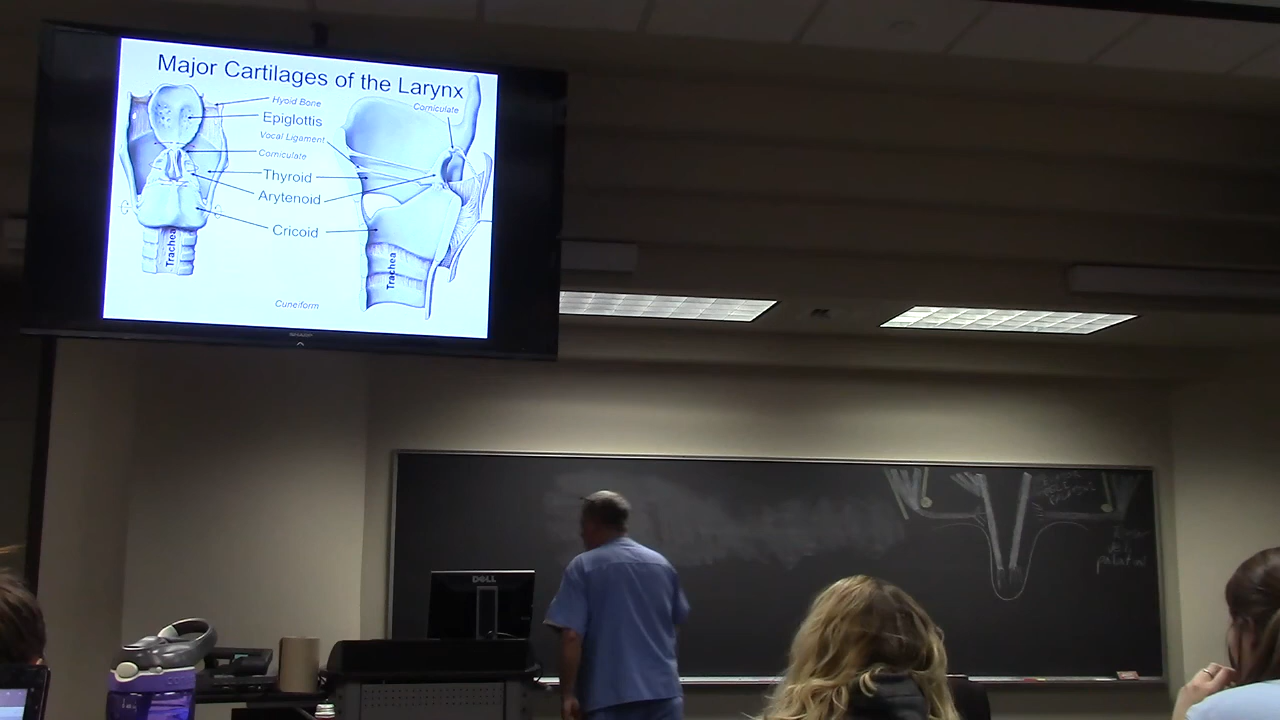 Major Cartilages of the Larynx
Hyoid Bone
Corniculate
Epiglottis
Vocal Ligament
Corniculate
Thyroid
Arytenoid
Cricoid
Trachea
Trachea
Cuneiform
SHARP
DELL